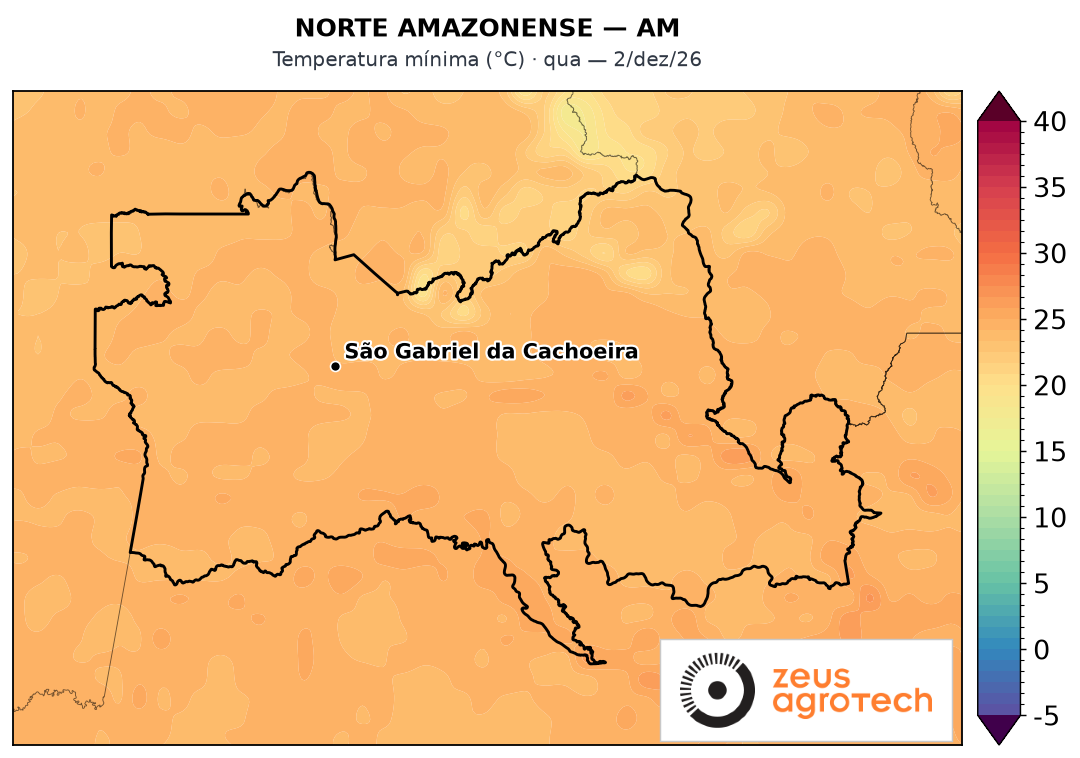 NORTE AMAZONENSE — AM
Temperatura mínima (°C) · qua — 2/dez/26
São Gabriel da Cachoeira
40
35
30
25
20
15
10
5
0
-5
zeus
agrotech